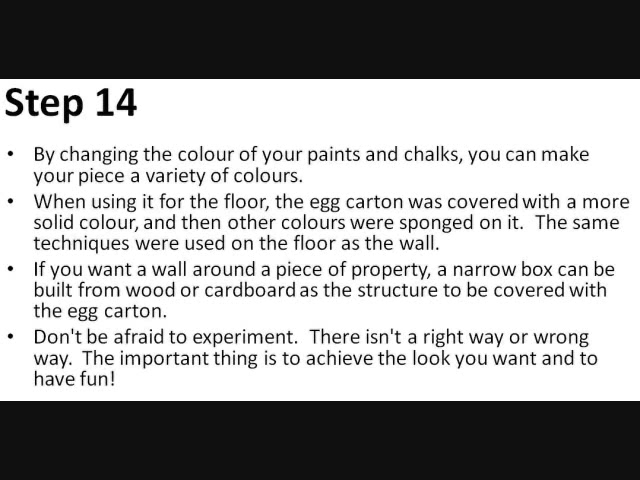 Step 14
• By changing the colour of your paints and chalks, you can make
your piece a variety of colours.
• When using it for the floor, the egg carton was covered with a more
solid colour, and then other colours were sponged on it.  The same
techniques were used on the floor as the wall.
• If you want a wall around a piece of property, a narrow box can be
built from wood or cardboard as the structure to be covered with
the egg carton.
• Don't be afraid to experiment.  There isn't a right way or wrong
way.  The important thing is to achieve the look you want and to
have fun!